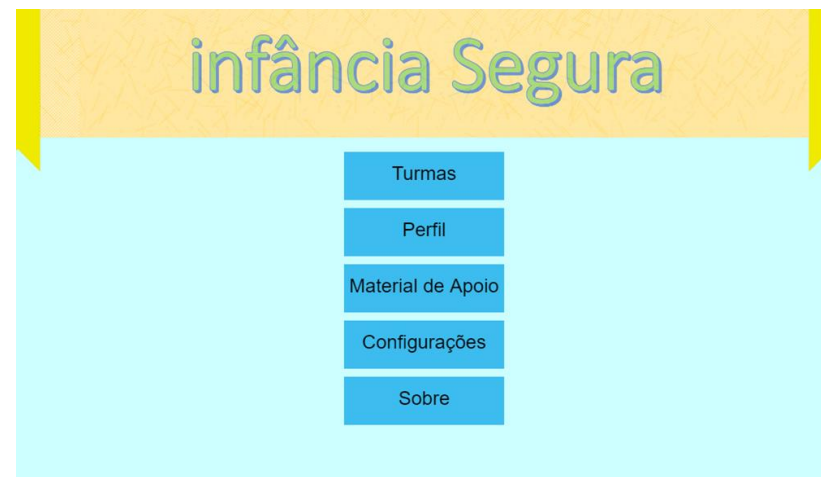 infância Segura
Turmas
Perfil
Material de Apoio
Configurações
Sobre